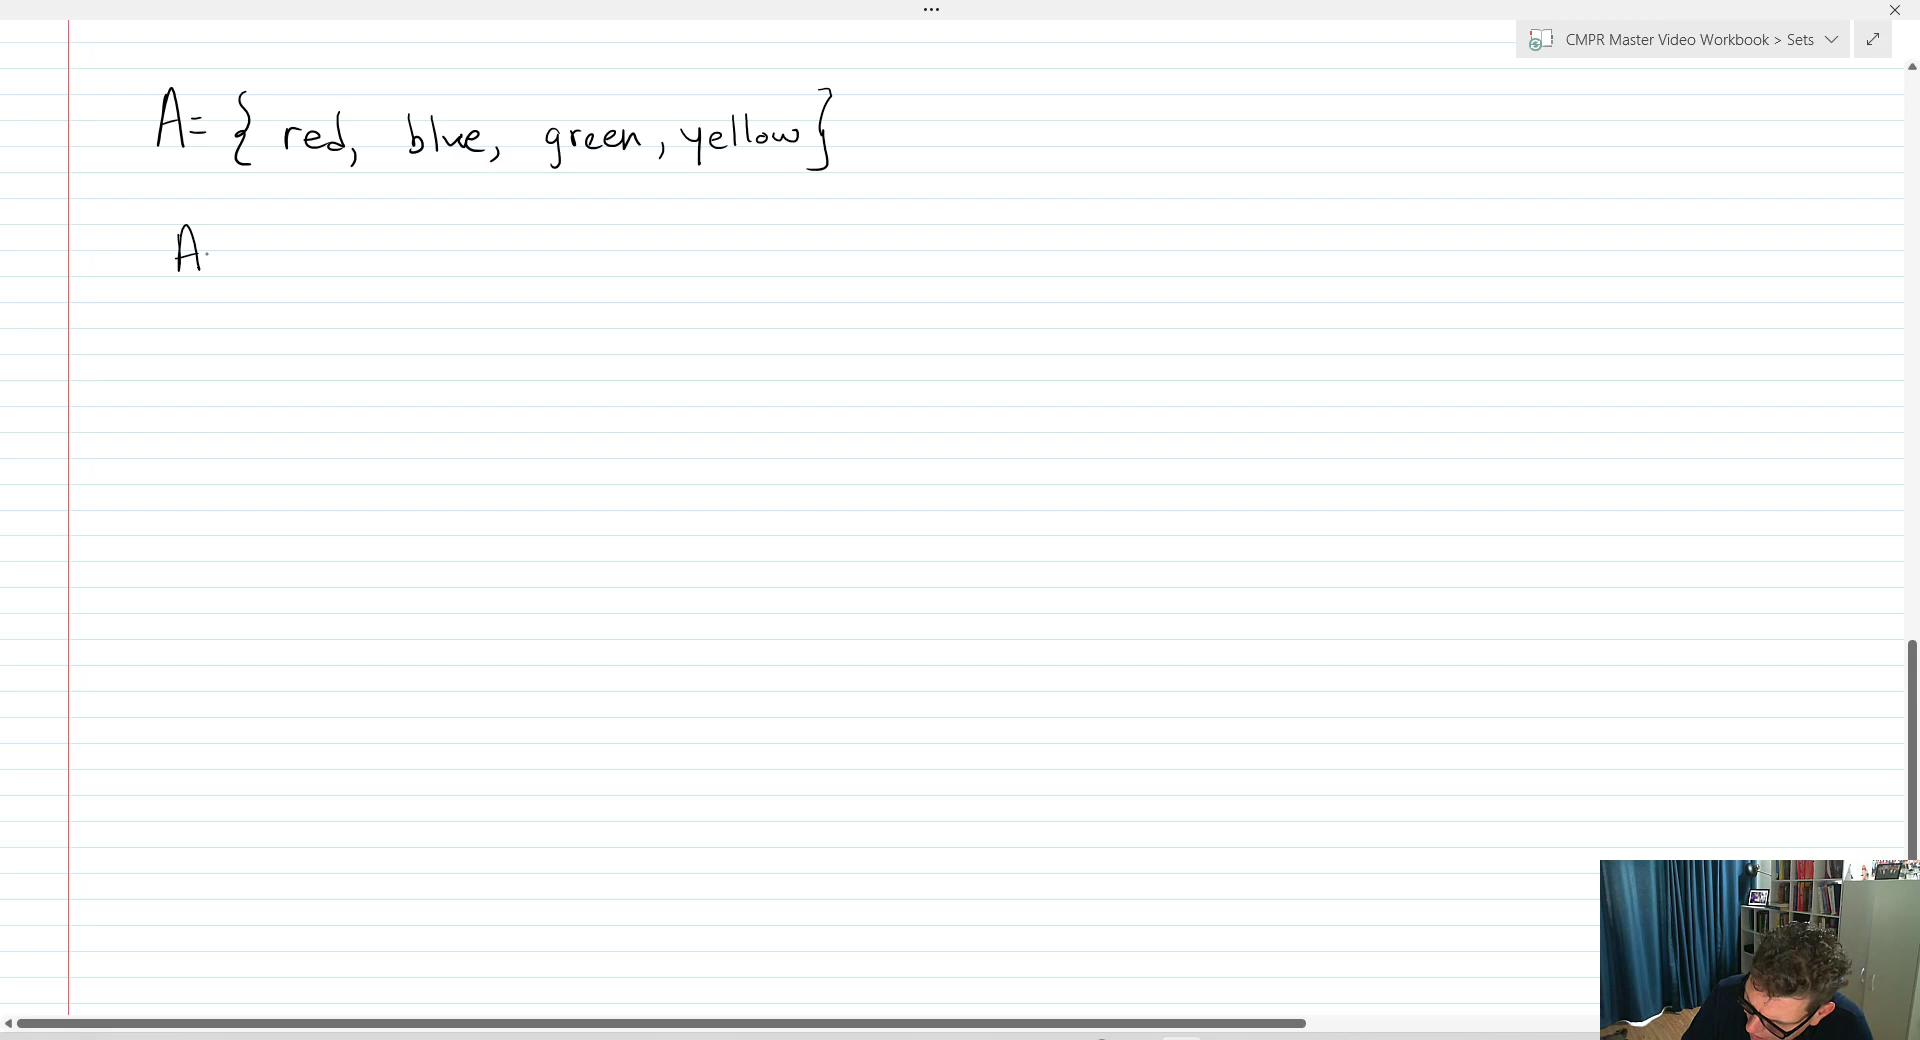 CMPR Master Video Workbook > Sets
A= { red, blue, green, yellow }
A